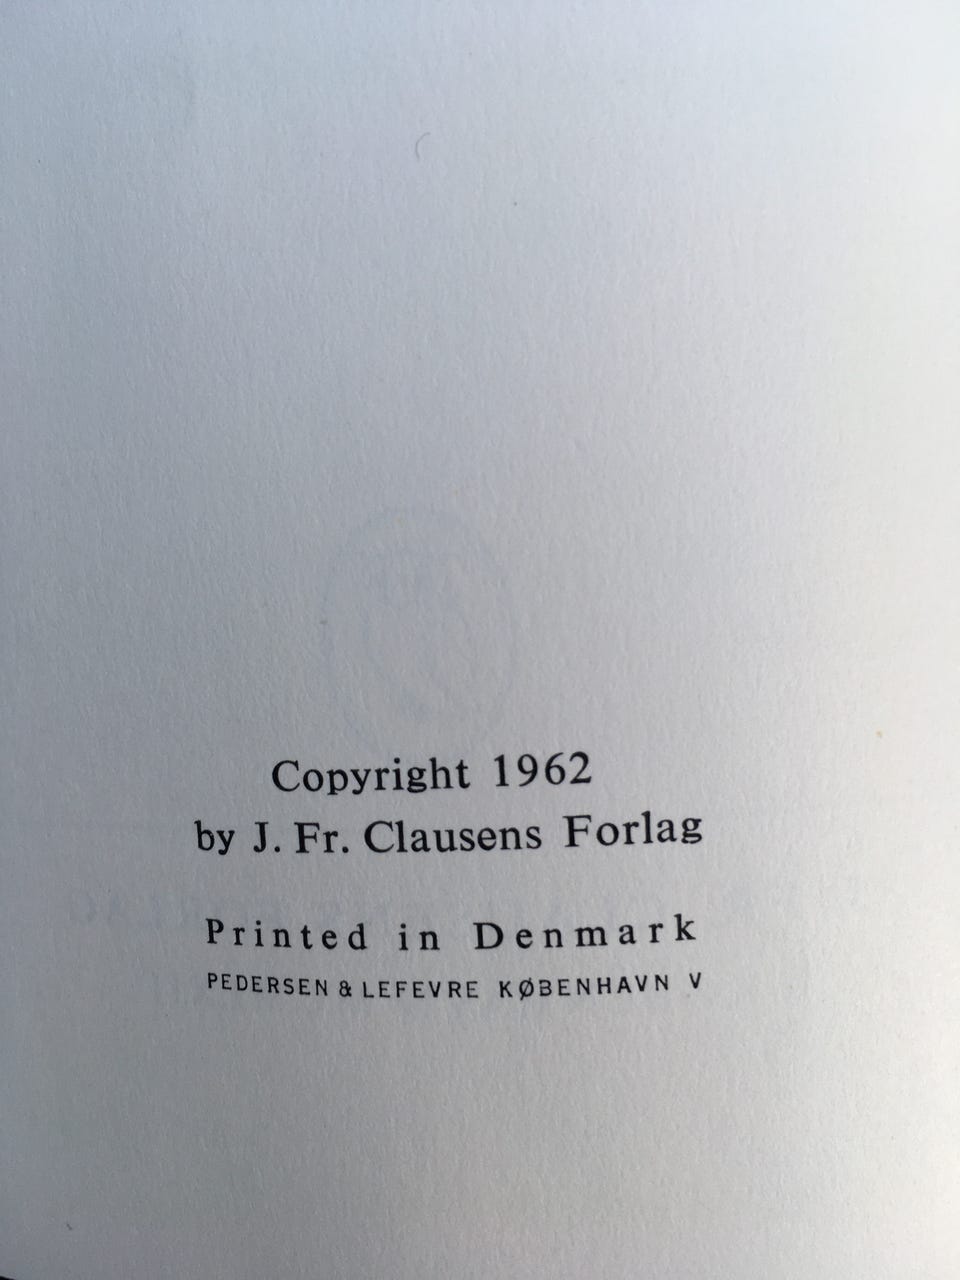 Copyright 1962
by J. Fr. Clausens Forlag
Printed in Denmark
PEDERSEN & LEFEVRE KØBENHAVN V